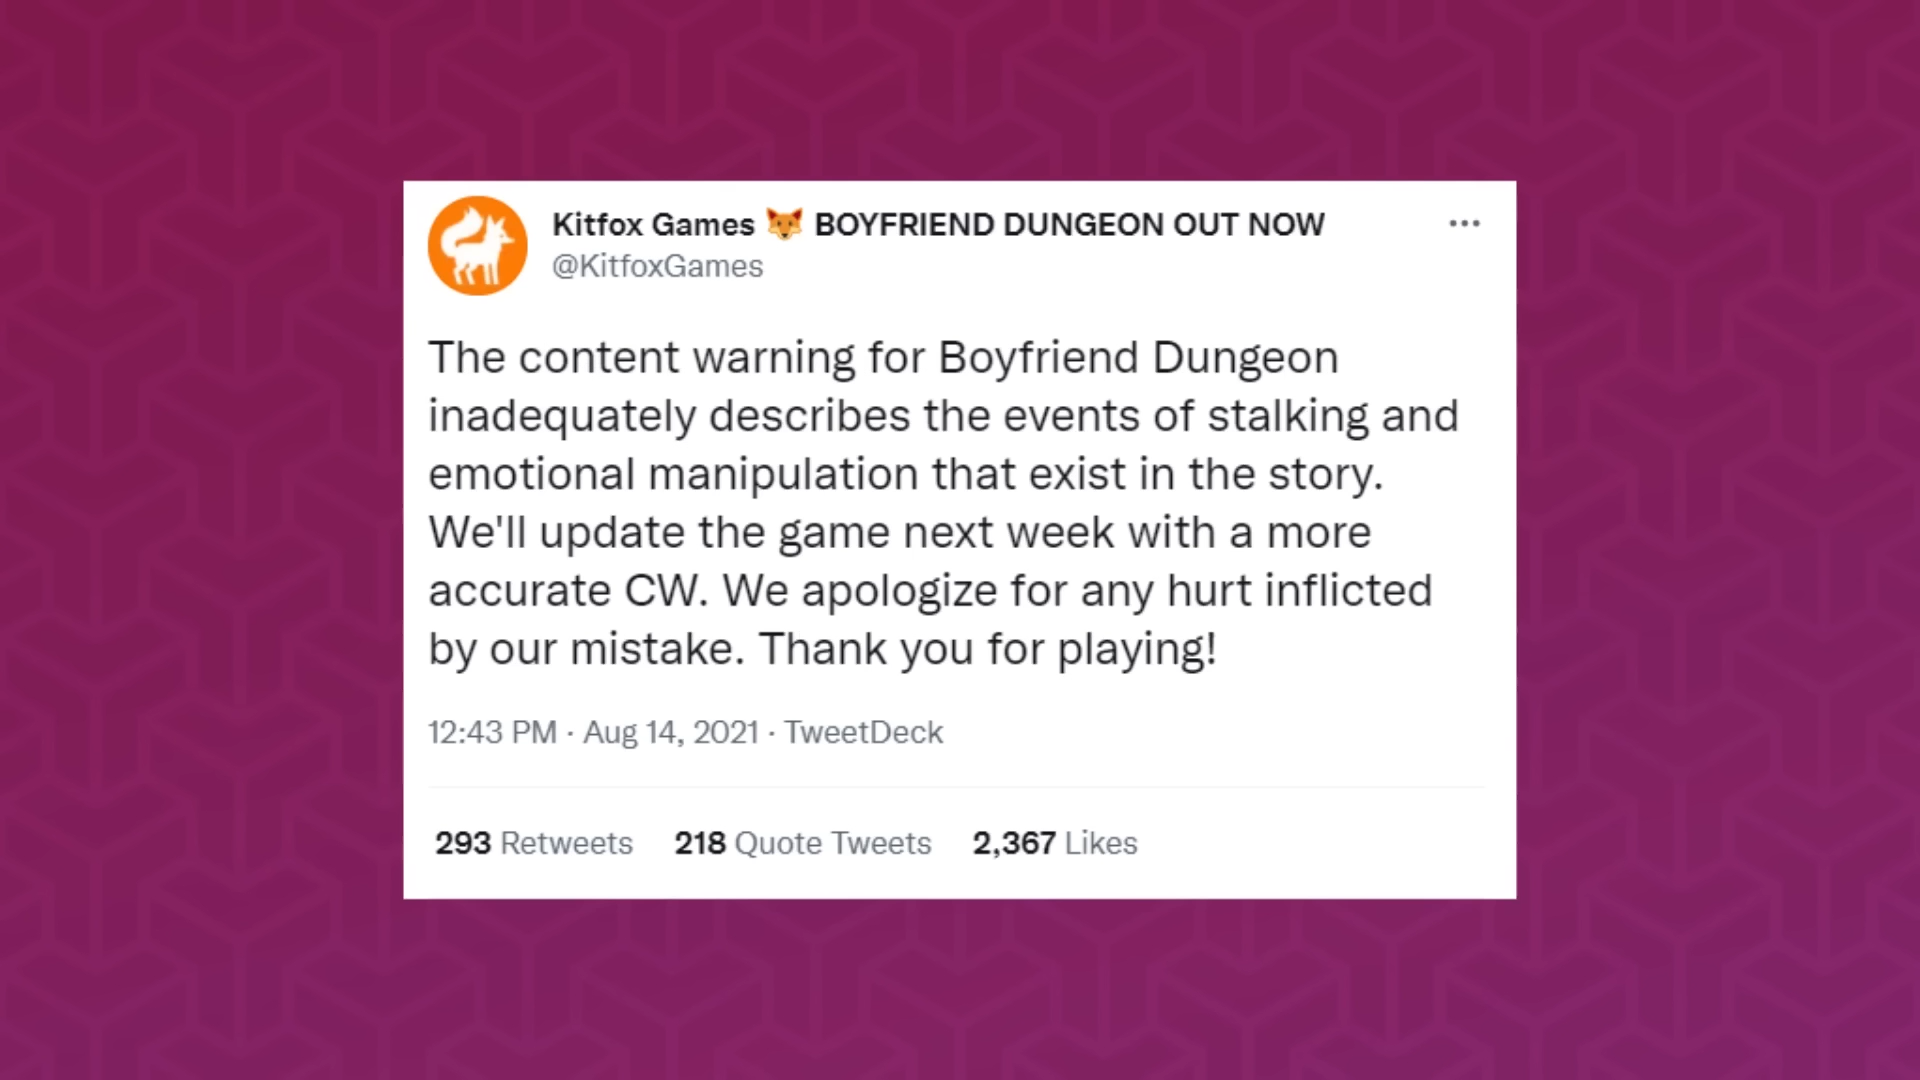 Kitfox Games 🦊 BOYFRIEND DUNGEON OUT NOW
@KitfoxGames
The content warning for Boyfriend Dungeon
inadequately describes the events of stalking and
emotional manipulation that exist in the story.
We'll update the game next week with a more
accurate CW. We apologize for any hurt inflicted
by our mistake. Thank you for playing!
12:43 PM · Aug 14, 2021 · TweetDeck
293 Retweets 218 Quote Tweets 2,367 Likes